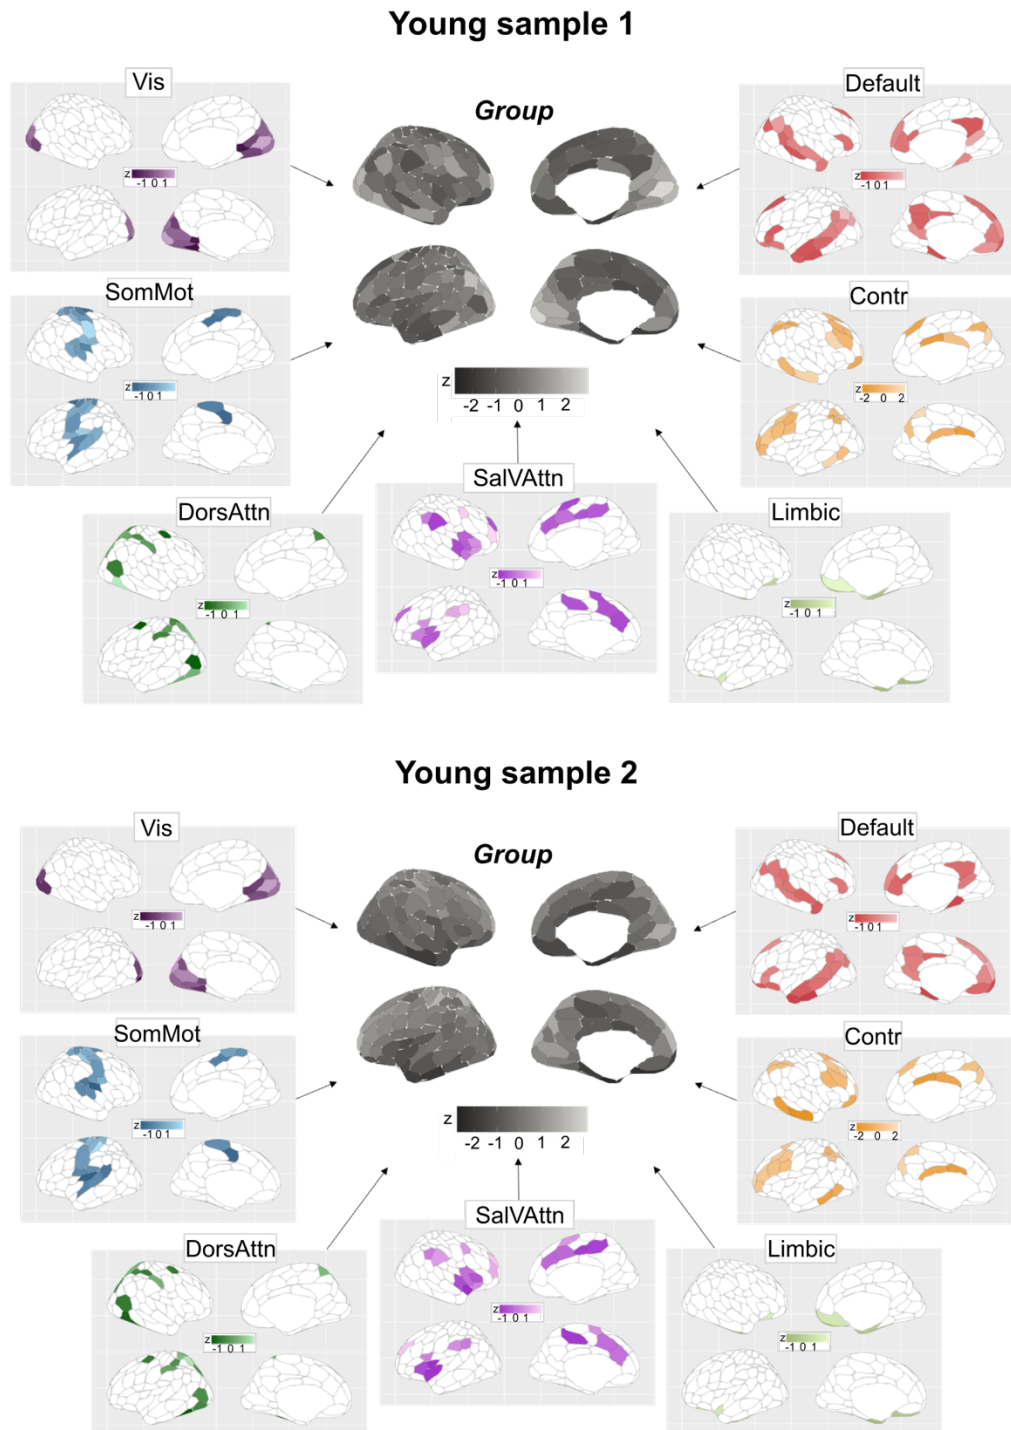 Young sample 1
Vis
Default
Group
z
-1 0 1
z
-1 0 1
SomMot
Contr
z
-1 0 1
z
-2 -1 0 1 2
z
-2 0 2
SalVAttn
DorsAttn
Limbic
z
-1 0 1
z
-1 0 1
z
-1 0 1
Young sample 2
Vis
Default
Group
z
-1 0 1
z
-1 0 1
SomMot
Contr
z
-1 0 1
z
-2 -1 0 1 2
z
-2 0 2
SalVAttn
DorsAttn
Limbic
z
-1 0 1
z
-1 0 1
z
-1 0 1